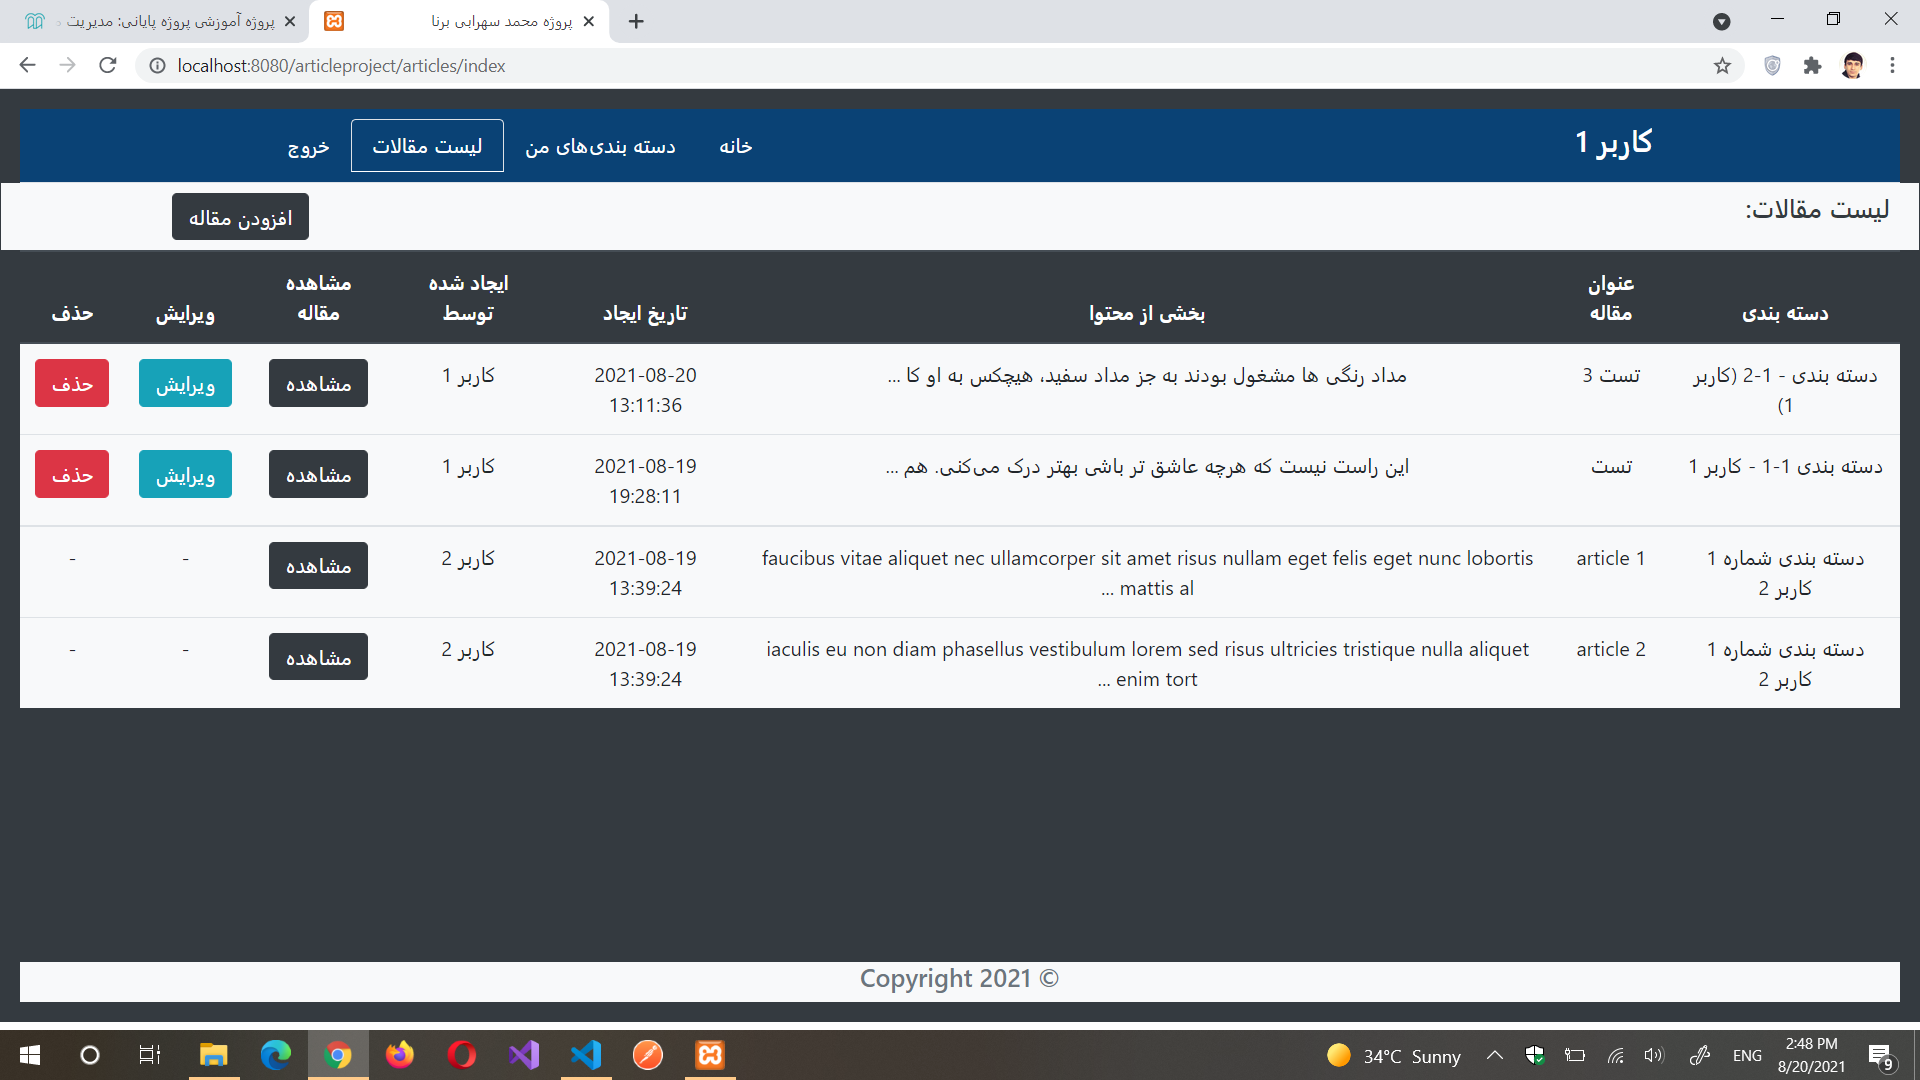 پروژه آموزشی پروژه پایانی: مدیریت
پروژه محمد سهرابی برنا
localhost:8080/articleproject/articles/index
کاربر 1
خانه
دسته بندی‌های من
لیست مقالات
خروج
لیست مقالات:
افزودن مقاله
دسته بندی
عنوان مقاله
بخشی از محتوا
تاریخ ایجاد
ایجاد شده توسط
مشاهده مقاله
ویرایش
حذف
دسته بندی - 1-2 (کاربر 1)
تست 3
مداد رنگی ها مشغول بودند به جز مداد سفید، هیچکس به او کا ...
2021-08-20 13:11:36
کاربر 1
مشاهده
ویرایش
حذف
دسته بندی 1-1 - کاربر 1
تست
این راست نیست که هرچه عاشق تر باشی بهتر درک می‌کنی. هم ...
2021-08-19 19:28:11
کاربر 1
مشاهده
ویرایش
حذف
دسته بندی شماره 1 کاربر 2
article 1
faucibus vitae aliquet nec ullamcorper sit amet risus nullam eget felis eget nunc lobortis
mattis al ...
2021-08-19 13:39:24
کاربر 2
مشاهده
-
-
دسته بندی شماره 1 کاربر 2
article 2
iaculis eu non diam phasellus vestibulum lorem sed risus ultricies tristique nulla aliquet
enim tort ...
2021-08-19 13:39:24
کاربر 2
مشاهده
-
-
Copyright 2021 ©
34°C Sunny
ENG
2:48 PM
8/20/2021
9